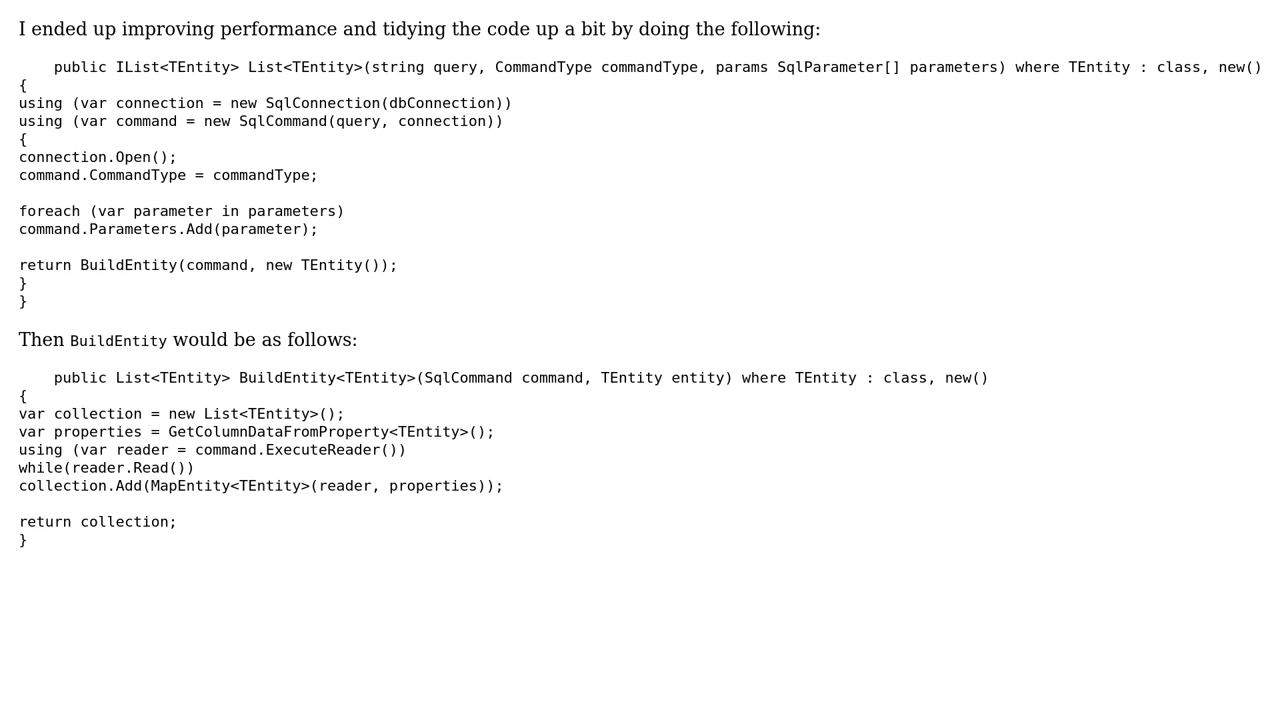 I ended up improving performance and tidying the code up a bit by doing the following:
    public IList<TEntity> List<TEntity>(string query, CommandType commandType, params SqlParameter[] parameters) where TEntity : class, new()
{
using (var connection = new SqlConnection(dbConnection))
using (var command = new SqlCommand(query, connection))
{
connection.Open();
command.CommandType = commandType;

foreach (var parameter in parameters)
command.Parameters.Add(parameter);

return BuildEntity(command, new TEntity());
}
}
Then BuildEntity would be as follows:
    public List<TEntity> BuildEntity<TEntity>(SqlCommand command, TEntity entity) where TEntity : class, new()
{
var collection = new List<TEntity>();
var properties = GetColumnDataFromProperty<TEntity>();
using (var reader = command.ExecuteReader())
while(reader.Read())
collection.Add(MapEntity<TEntity>(reader, properties));

return collection;
}